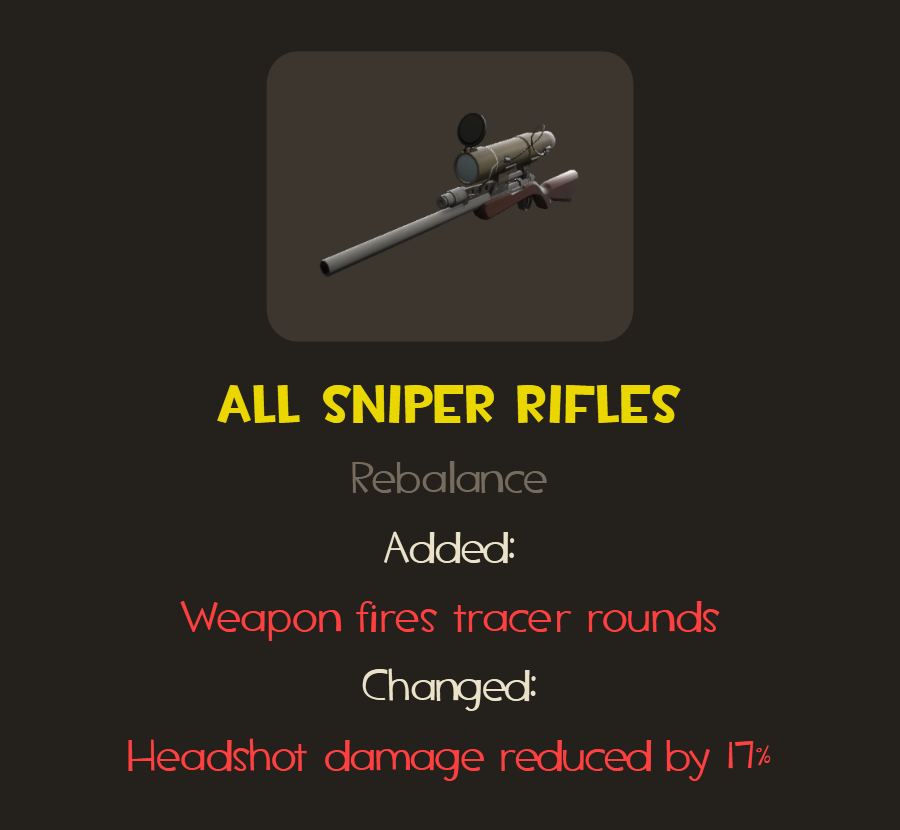 ALL SNIPER RIFLES
Rebalance
Added:
Weapon fires tracer rounds
Changed:
Headshot damage reduced by 17%